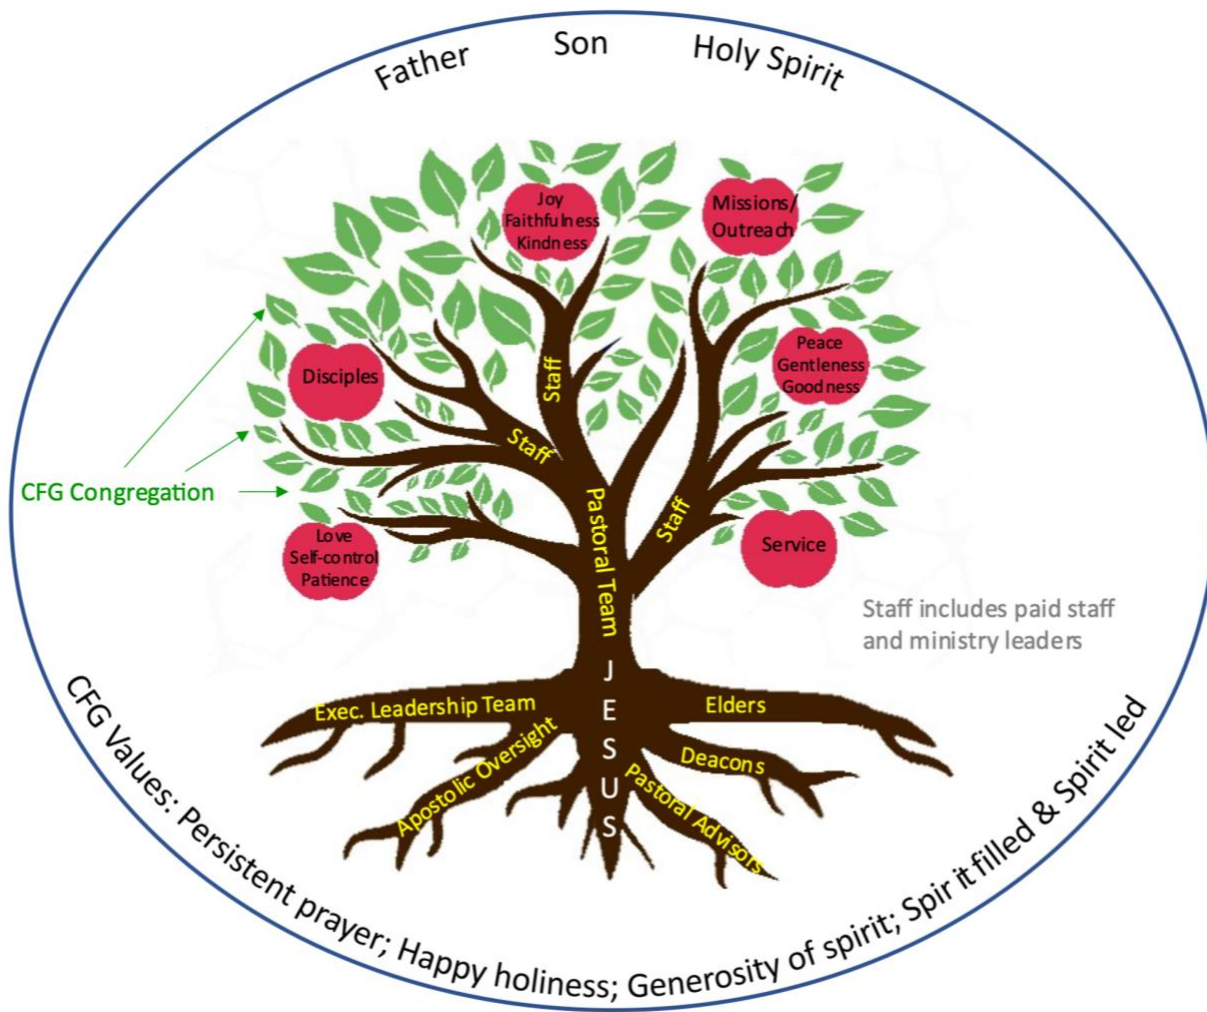 Father Son Holy Spirit
Joy
Faithfulness
Kindness
Missions/
Outreach
Peace
Gentleness
Goodness
Disciples
Staff
Staff
CFG Congregation
Pastoral Team
Staff
Love
Self-control
Patience
Service
Staff includes paid staff
and ministry leaders
JESUS
Exec. Leadership Team
Elders
Apostolic Oversight
Deacons
Pastoral Advisors
CFG Values: Persistent prayer; Happy holiness; Generosity of spirit; Spirit filled & Spirit led